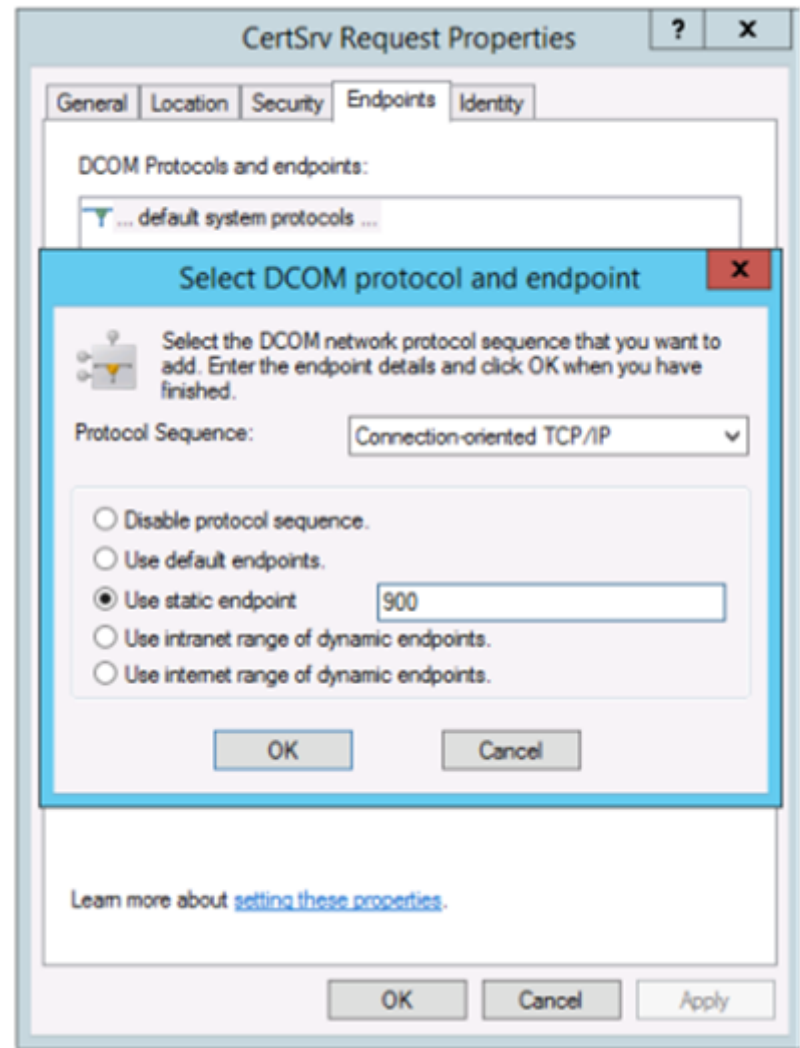 CertSrv Request Properties
?
x
General
Location
Security
Endpoints
Identity
DCOM Protocols and endpoints:
... default system protocols ...
Select DCOM protocol and endpoint
x
Select the DCOM network protocol sequence that you want to
add. Enter the endpoint details and click OK when you have
finished.
Protocol Sequence:
Connection-oriented TCP/IP
Disable protocol sequence.
Use default endpoints.
Use static endpoint
900
Use intranet range of dynamic endpoints.
Use internet range of dynamic endpoints.
OK
Cancel
Learn more about setting these properties.
OK
Cancel
Apply